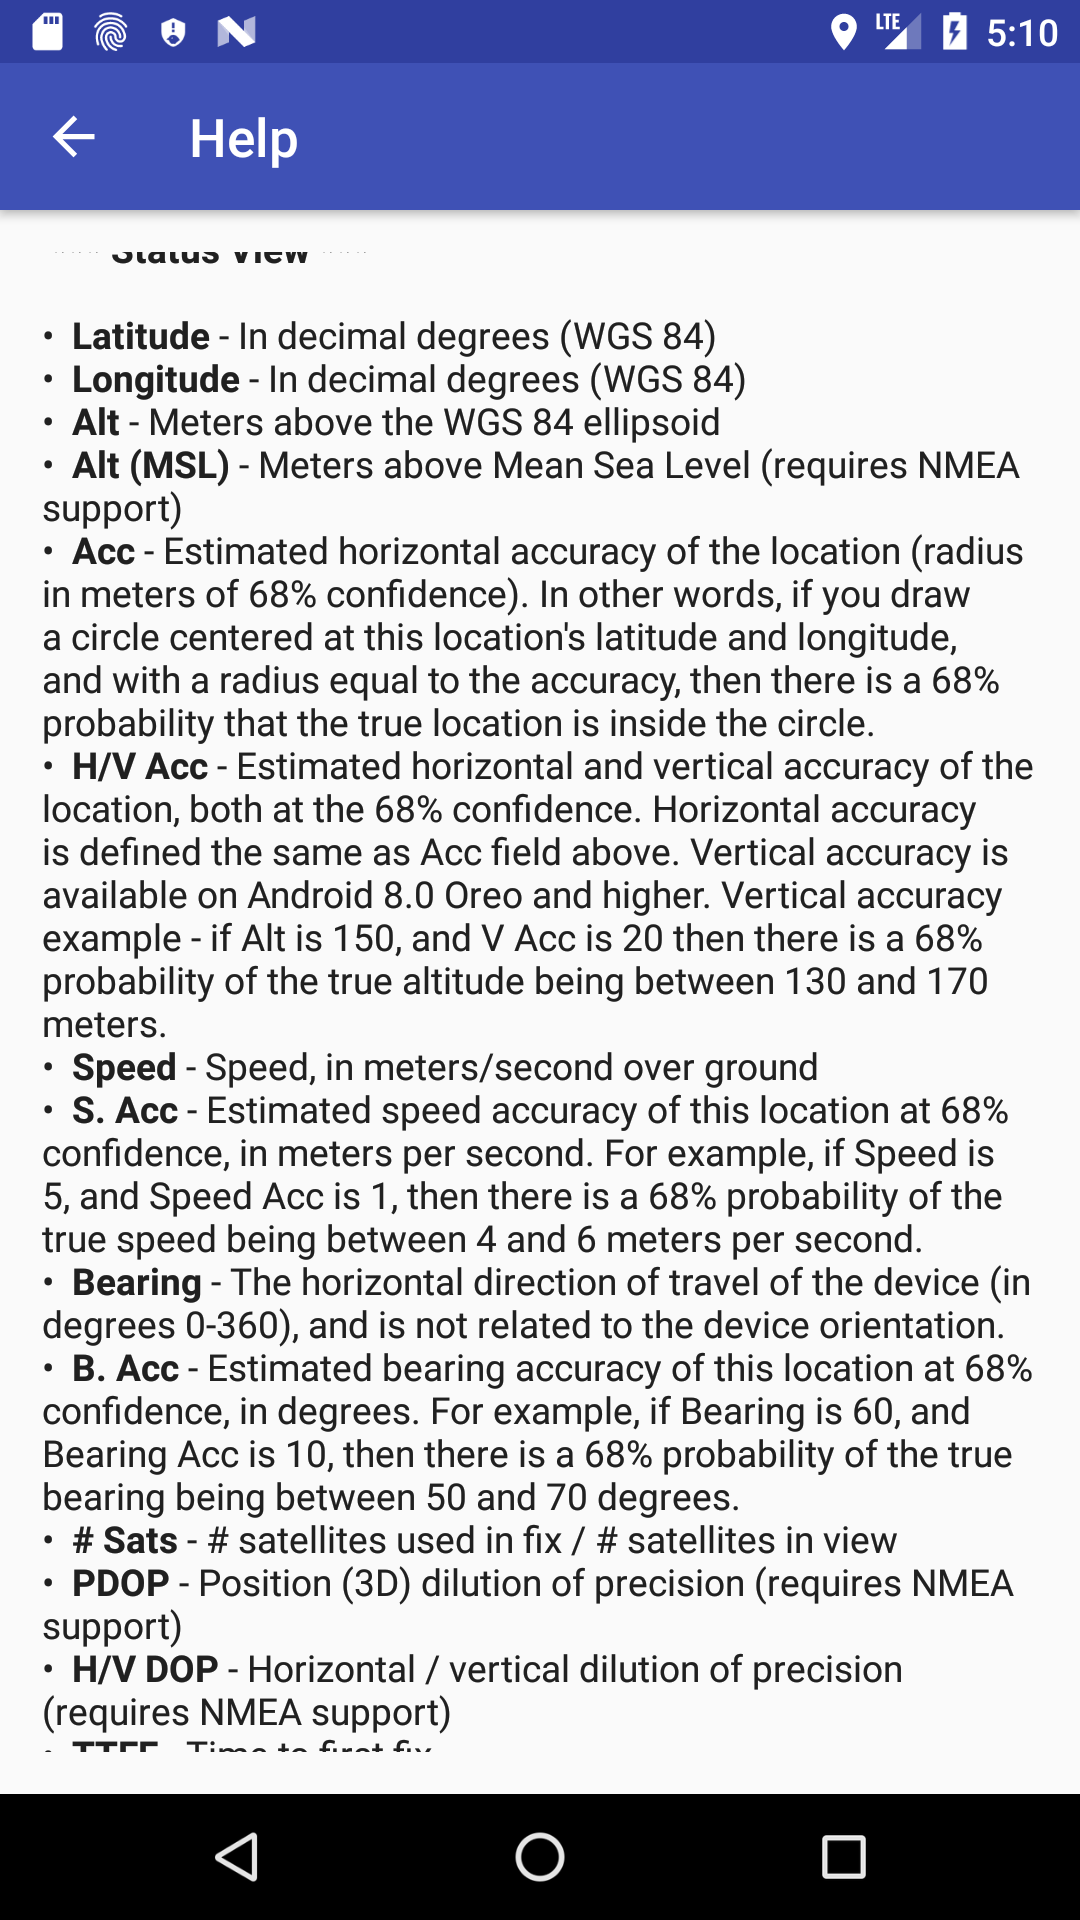 LTE 5:10
Help
Status View
• Latitude - In decimal degrees (WGS 84)
• Longitude - In decimal degrees (WGS 84)
• Alt - Meters above the WGS 84 ellipsoid
• Alt (MSL) - Meters above Mean Sea Level (requires NMEA
support)
• Acc - Estimated horizontal accuracy of the location (radius
in meters of 68% confidence). In other words, if you draw
a circle centered at this location's latitude and longitude,
and with a radius equal to the accuracy, then there is a 68%
probability that the true location is inside the circle.
• H/V Acc - Estimated horizontal and vertical accuracy of the
location, both at the 68% confidence. Horizontal accuracy
is defined the same as Acc field above. Vertical accuracy is
available on Android 8.0 Oreo and higher. Vertical accuracy
example - if Alt is 150, and V Acc is 20 then there is a 68%
probability of the true altitude being between 130 and 170
meters.
• Speed - Speed, in meters/second over ground
• S. Acc - Estimated speed accuracy of this location at 68%
confidence, in meters per second. For example, if Speed is
5, and Speed Acc is 1, then there is a 68% probability of the
true speed being between 4 and 6 meters per second.
• Bearing - The horizontal direction of travel of the device (in
degrees 0-360), and is not related to the device orientation.
• B. Acc - Estimated bearing accuracy of this location at 68%
confidence, in degrees. For example, if Bearing is 60, and
Bearing Acc is 10, then there is a 68% probability of the true
bearing being between 50 and 70 degrees.
• # Sats - # satellites used in fix / # satellites in view
• PDOP - Position (3D) dilution of precision (requires NMEA
support)
• H/V DOP - Horizontal / vertical dilution of precision
(requires NMEA support)
• TTFF - Time to first fix